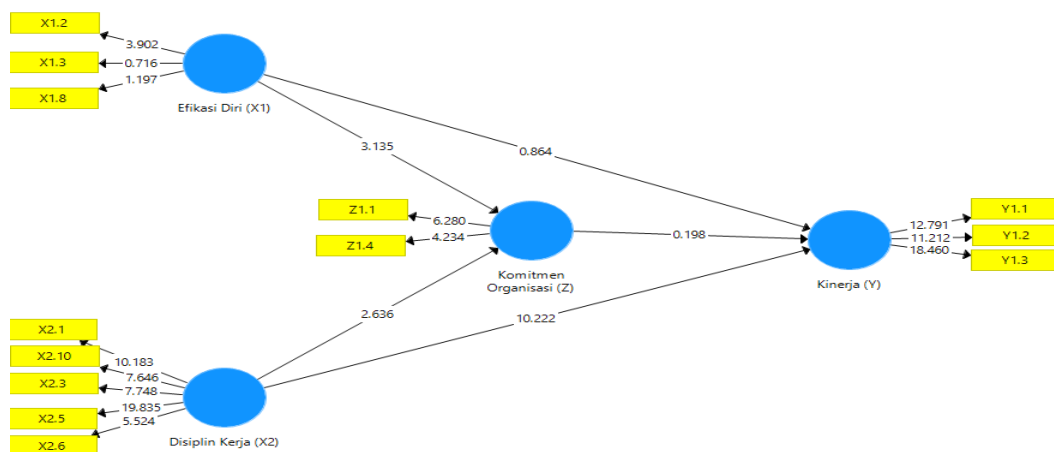 X1.2
3.902
X1.3
0.716
X1.8
1.197
Efikasi Diri (X1)
3.135
0.864
Z1.1
6.280
Z1.4
4.234
Komitmen
Organisasi (Z)
0.198
12.791
Y1.1
11.212
Y1.2
18.460
Y1.3
Kinerja (Y)
2.636
10.222
X2.1
10.183
X2.10
7.646
X2.3
7.748
X2.5
19.835
X2.6
5.524
Disiplin Kerja (X2)